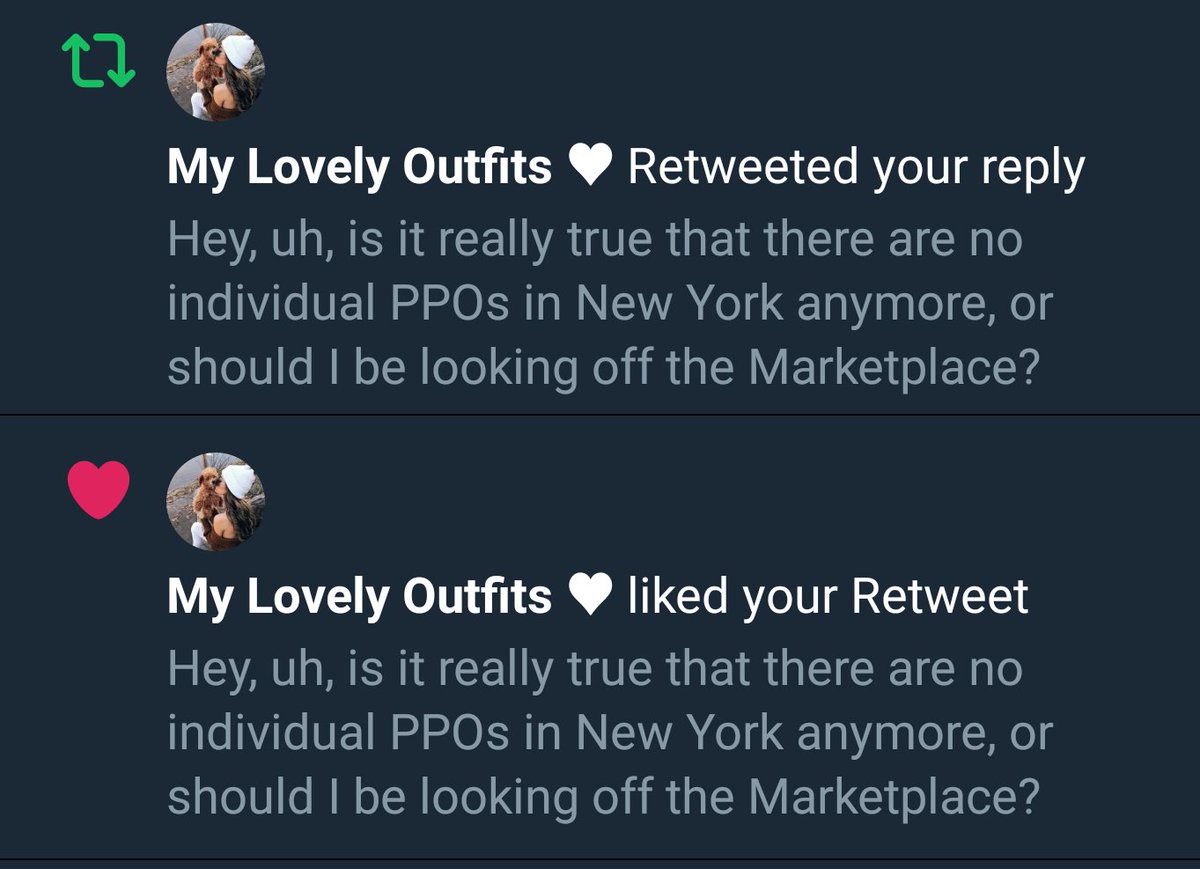 My Lovely Outfits ♥ Retweeted your reply
Hey, uh, is it really true that there are no
individual PPOs in New York anymore, or
should I be looking off the Marketplace?
My Lovely Outfits ♥ liked your Retweet
Hey, uh, is it really true that there are no
individual PPOs in New York anymore, or
should I be looking off the Marketplace?